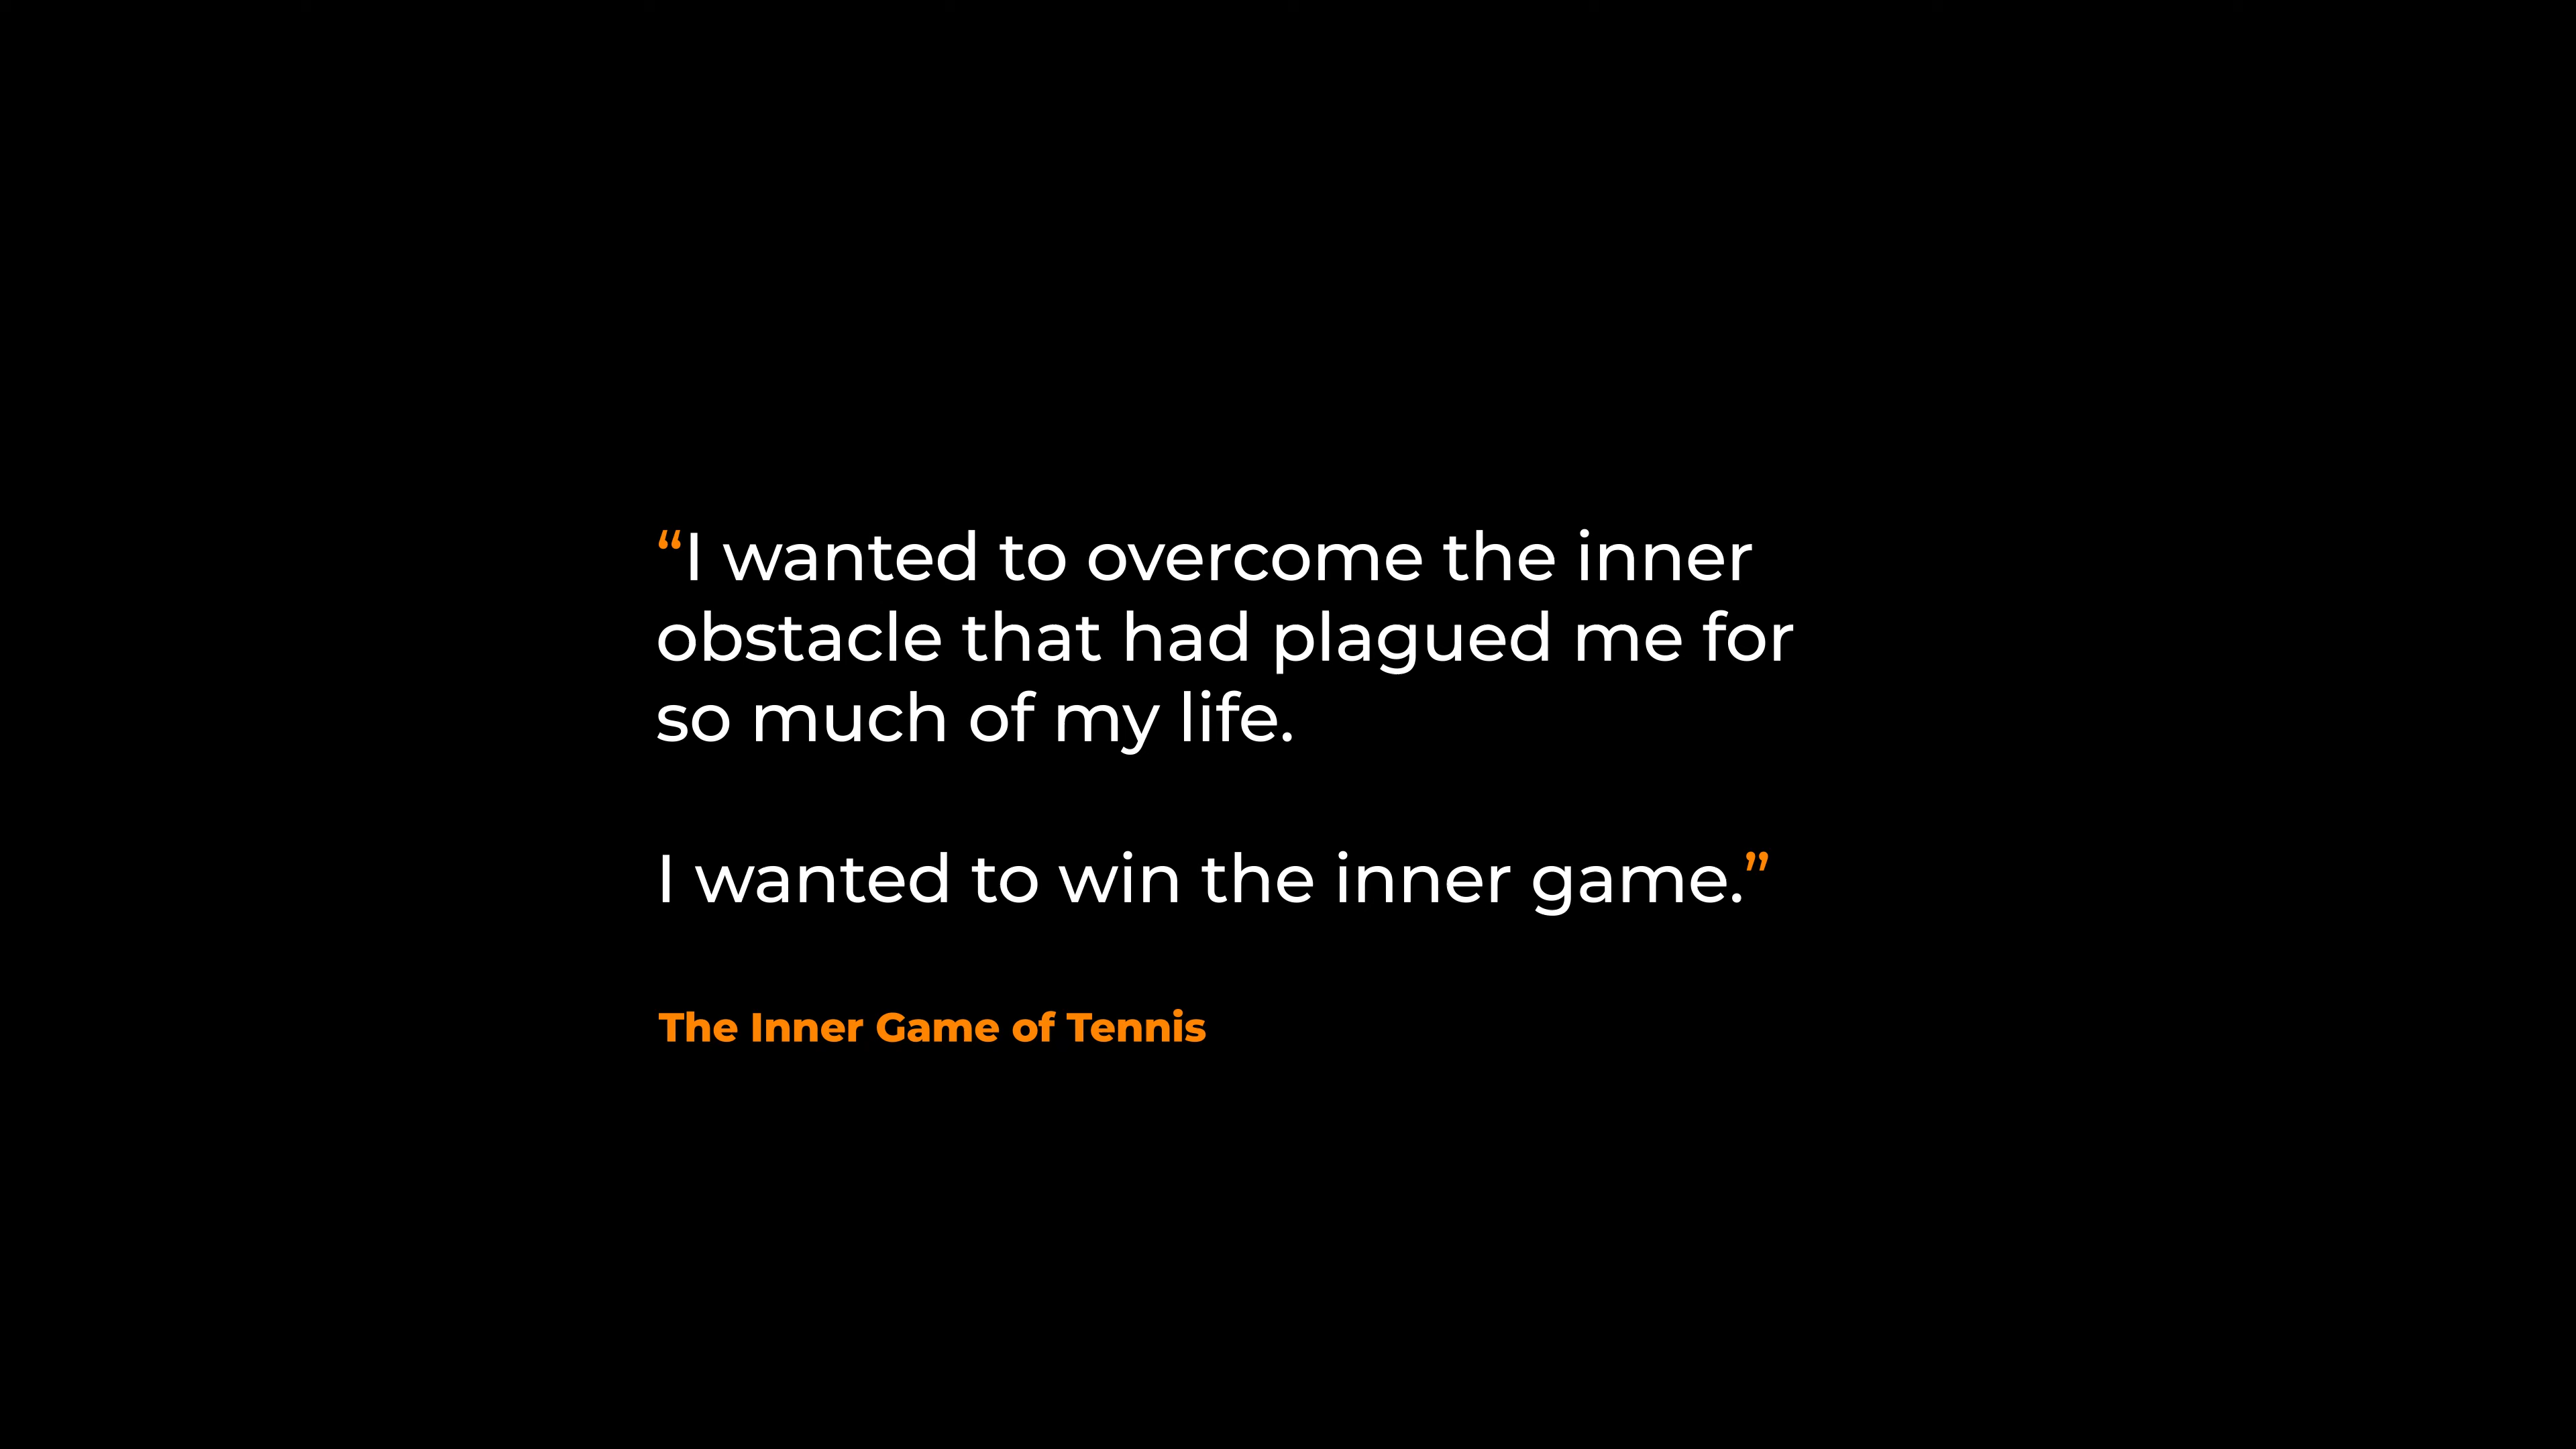 “I wanted to overcome the inner
obstacle that had plagued me for
so much of my life.
I wanted to win the inner game.”
The Inner Game of Tennis